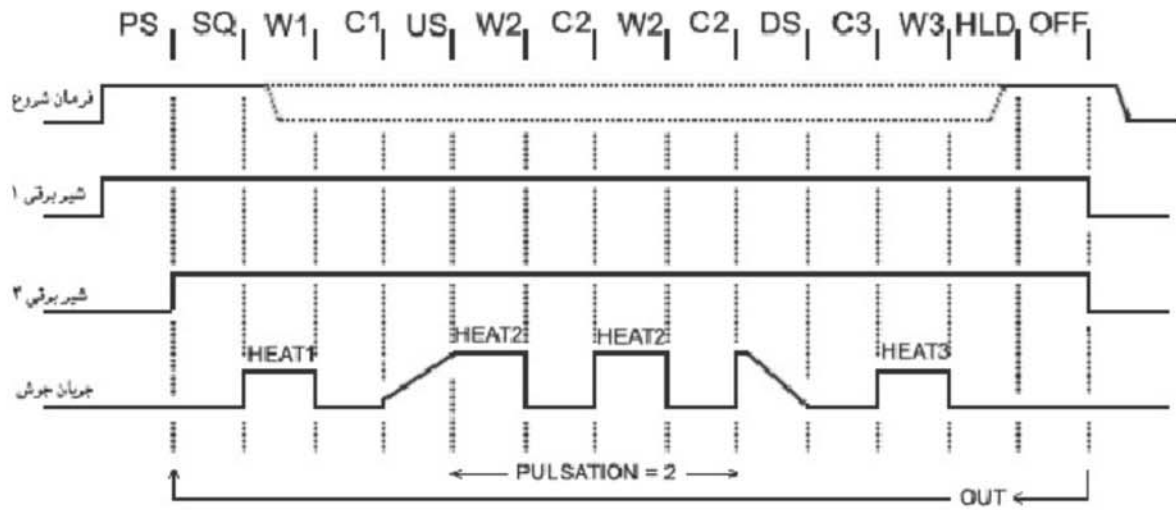 PS SQ W1 C1 US W2 C2 W2 C2 DS C3 W3 HLD OFF
فرمان شروع
شیر برقی ۱
شیر برقی ۲
HEAT1 HEAT2 HEAT2 HEAT3
جریان جوش
PULSATION = 2
OUT